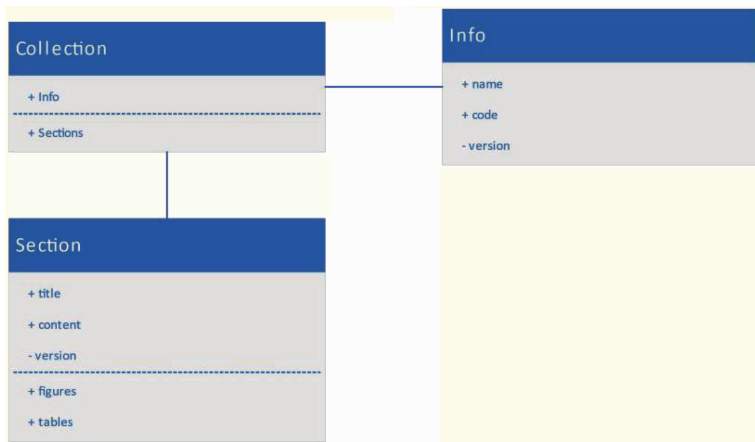 Collection
+ Info
+ Sections
Info
+ name
+ code
- version
Section
+ title
+ content
- version
+ figures
+ tables